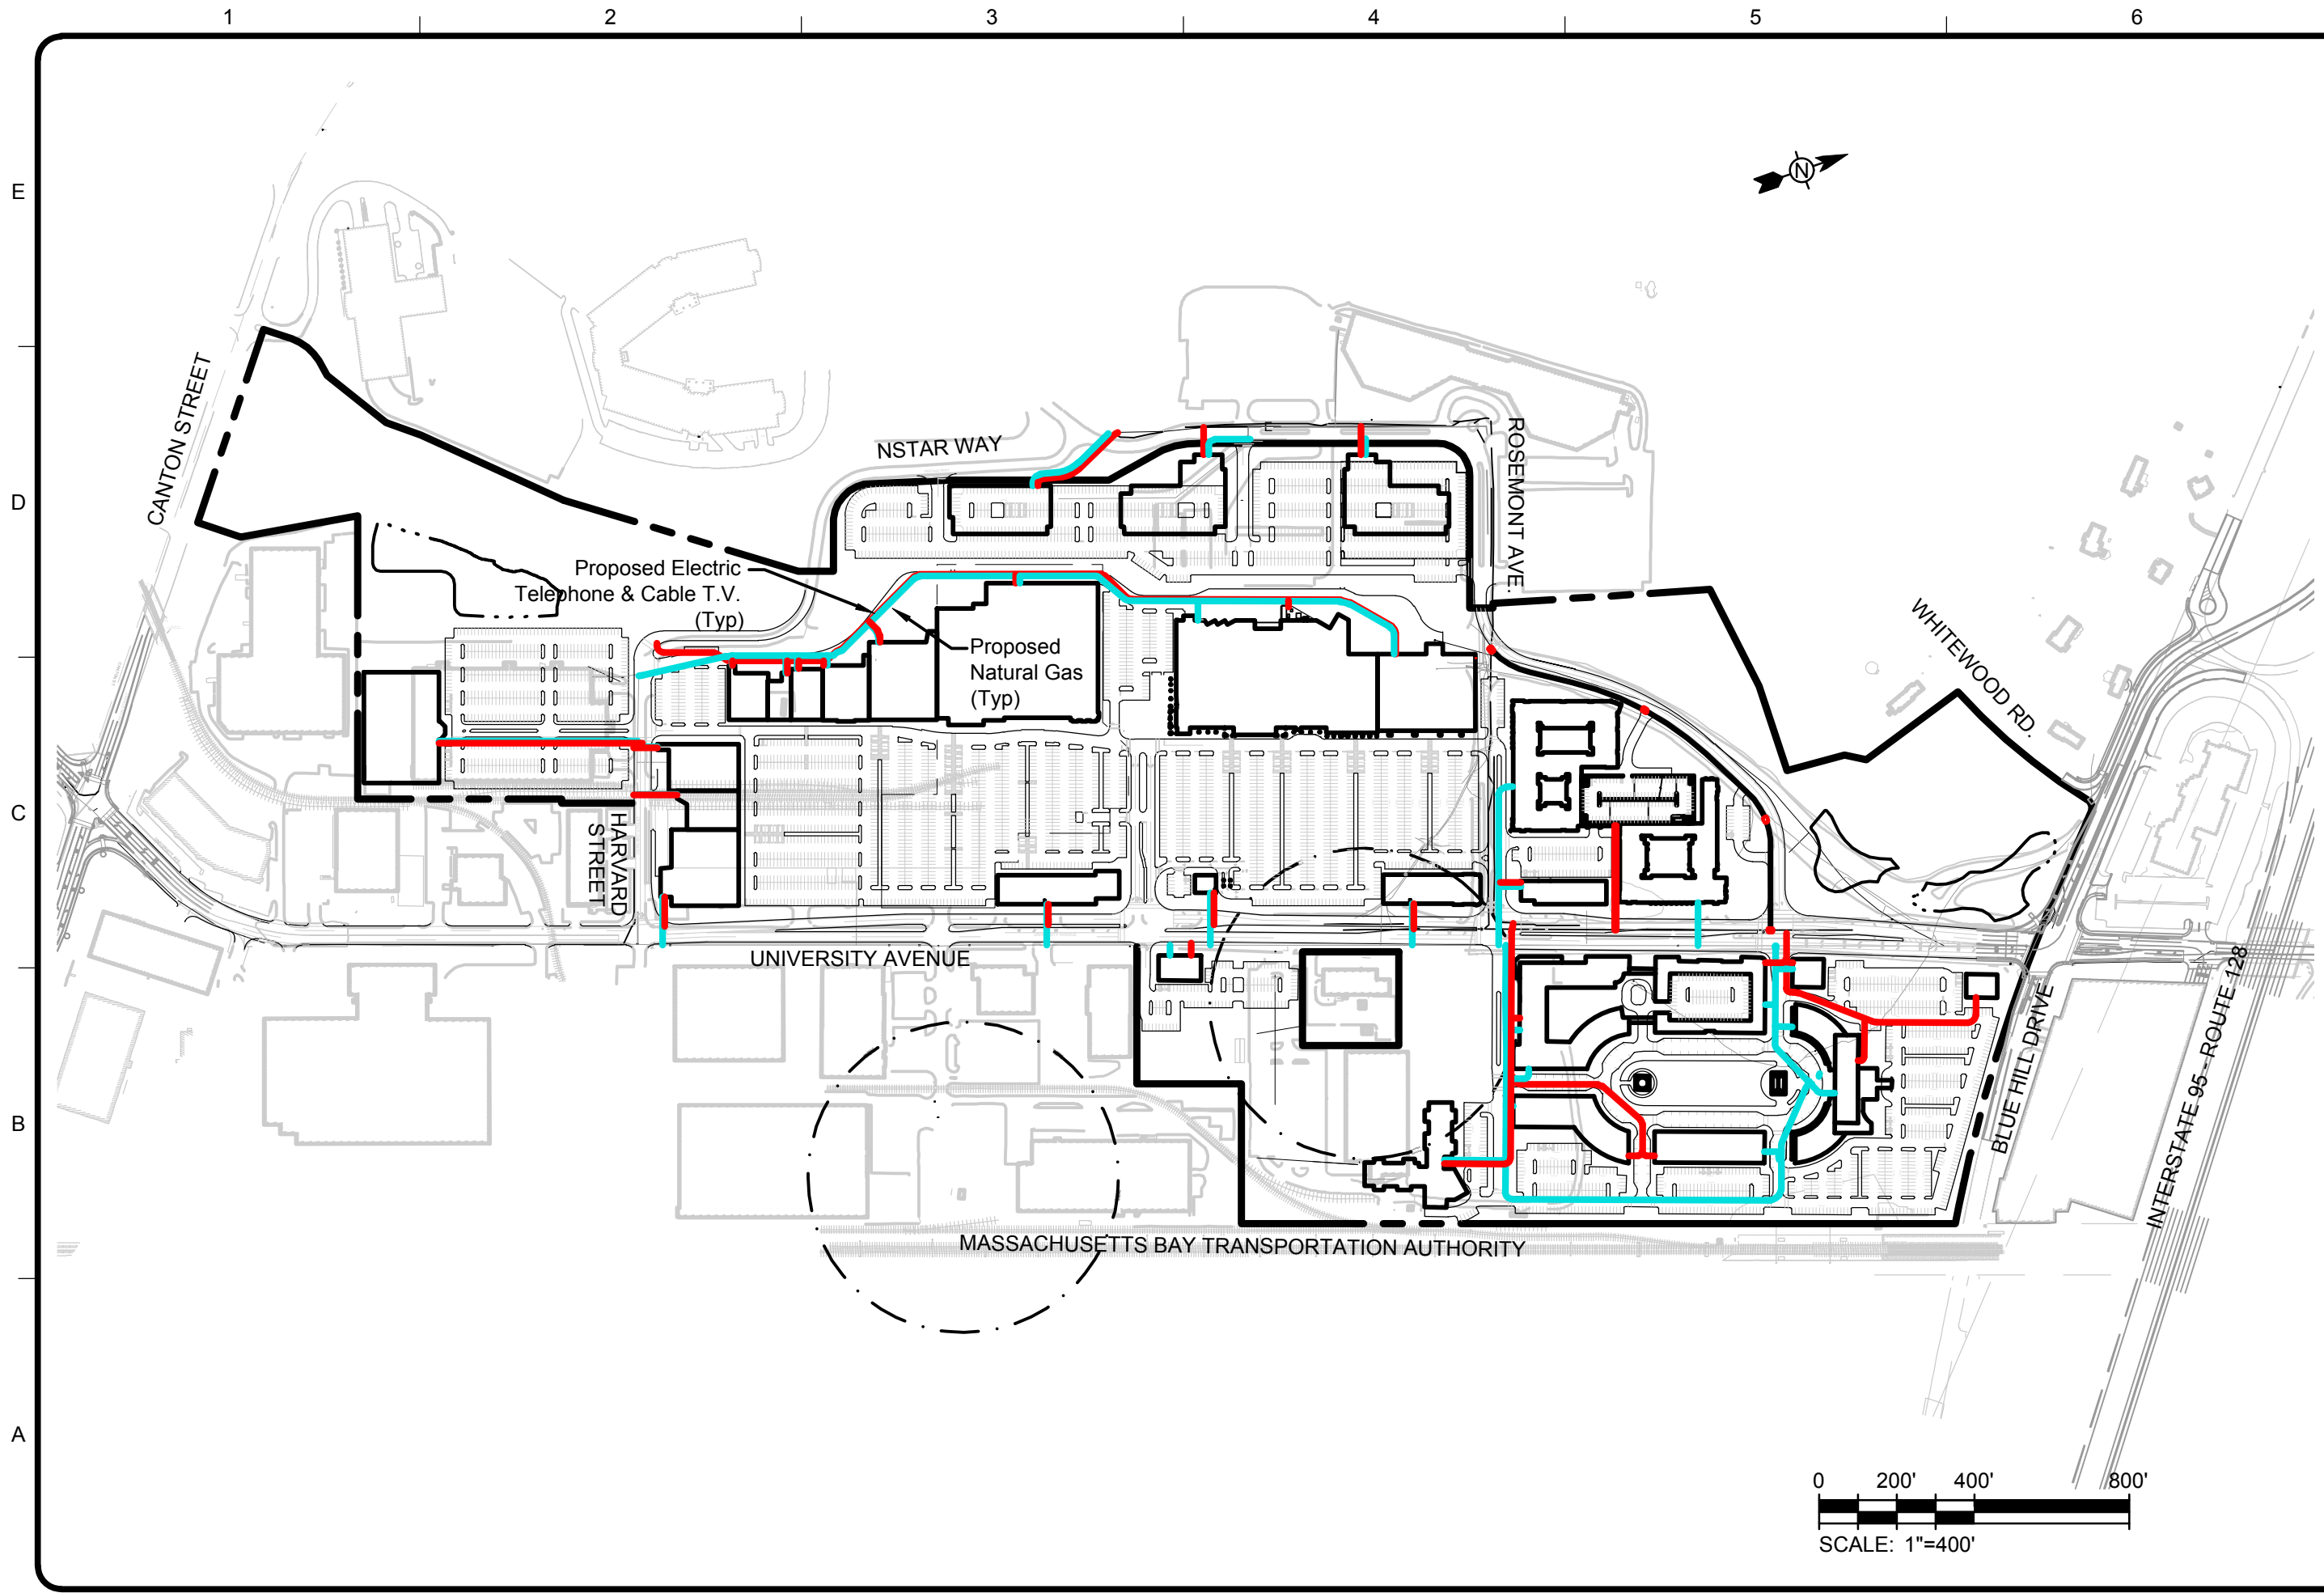 1 2 3 4 5 6
E
N
D
C
B
A
CANTON STREET
NSTAR WAY
ROSEMONT AVE.
Proposed Electric
Telephone & Cable T.V.
(Typ)
Proposed
Natural Gas
(Typ)
WHITEWOOD RD.
HARVARD
STREET
UNIVERSITY AVENUE
BLUE HILL DRIVE
INTERSTATE 95 - ROUTE 128
MASSACHUSETTS BAY TRANSPORTATION AUTHORITY
0 200' 400' 800'
SCALE: 1"=400'